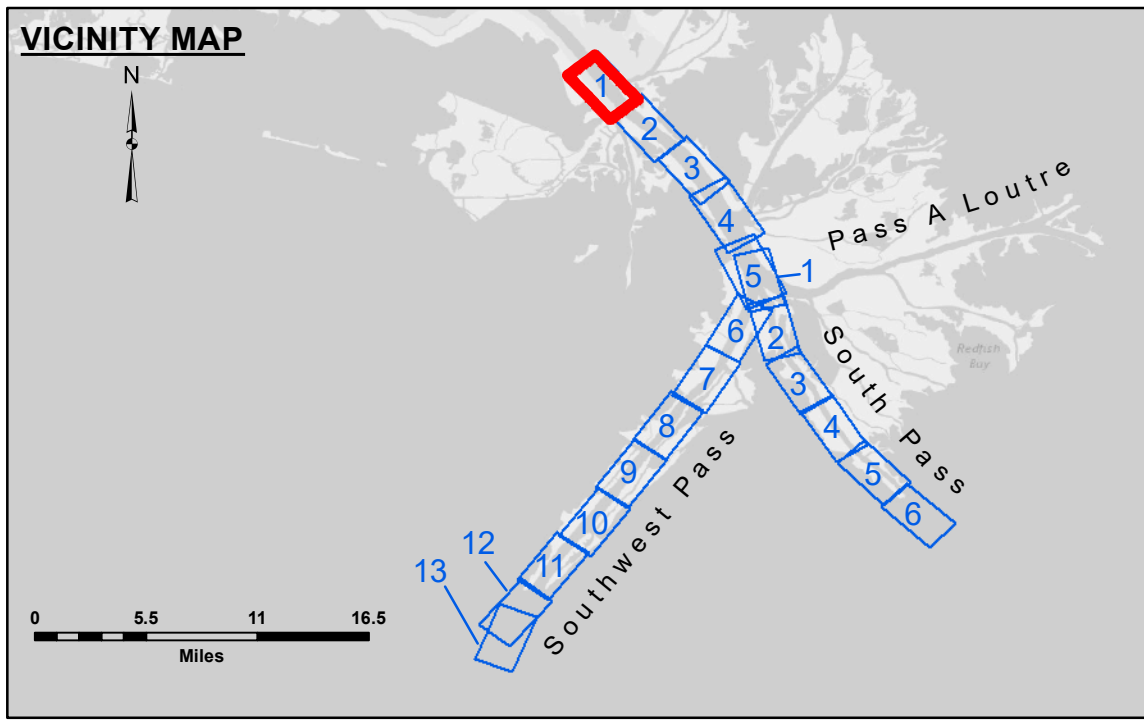 VICINITY MAP
N
1
2
3
4
Pass A Loutre
5
1
6
2
Redfish
Bay
South Pass
7
3
8
4
9
5
10
6
11
12
13
Southwest Pass
0 5.5 11 16.5
Miles